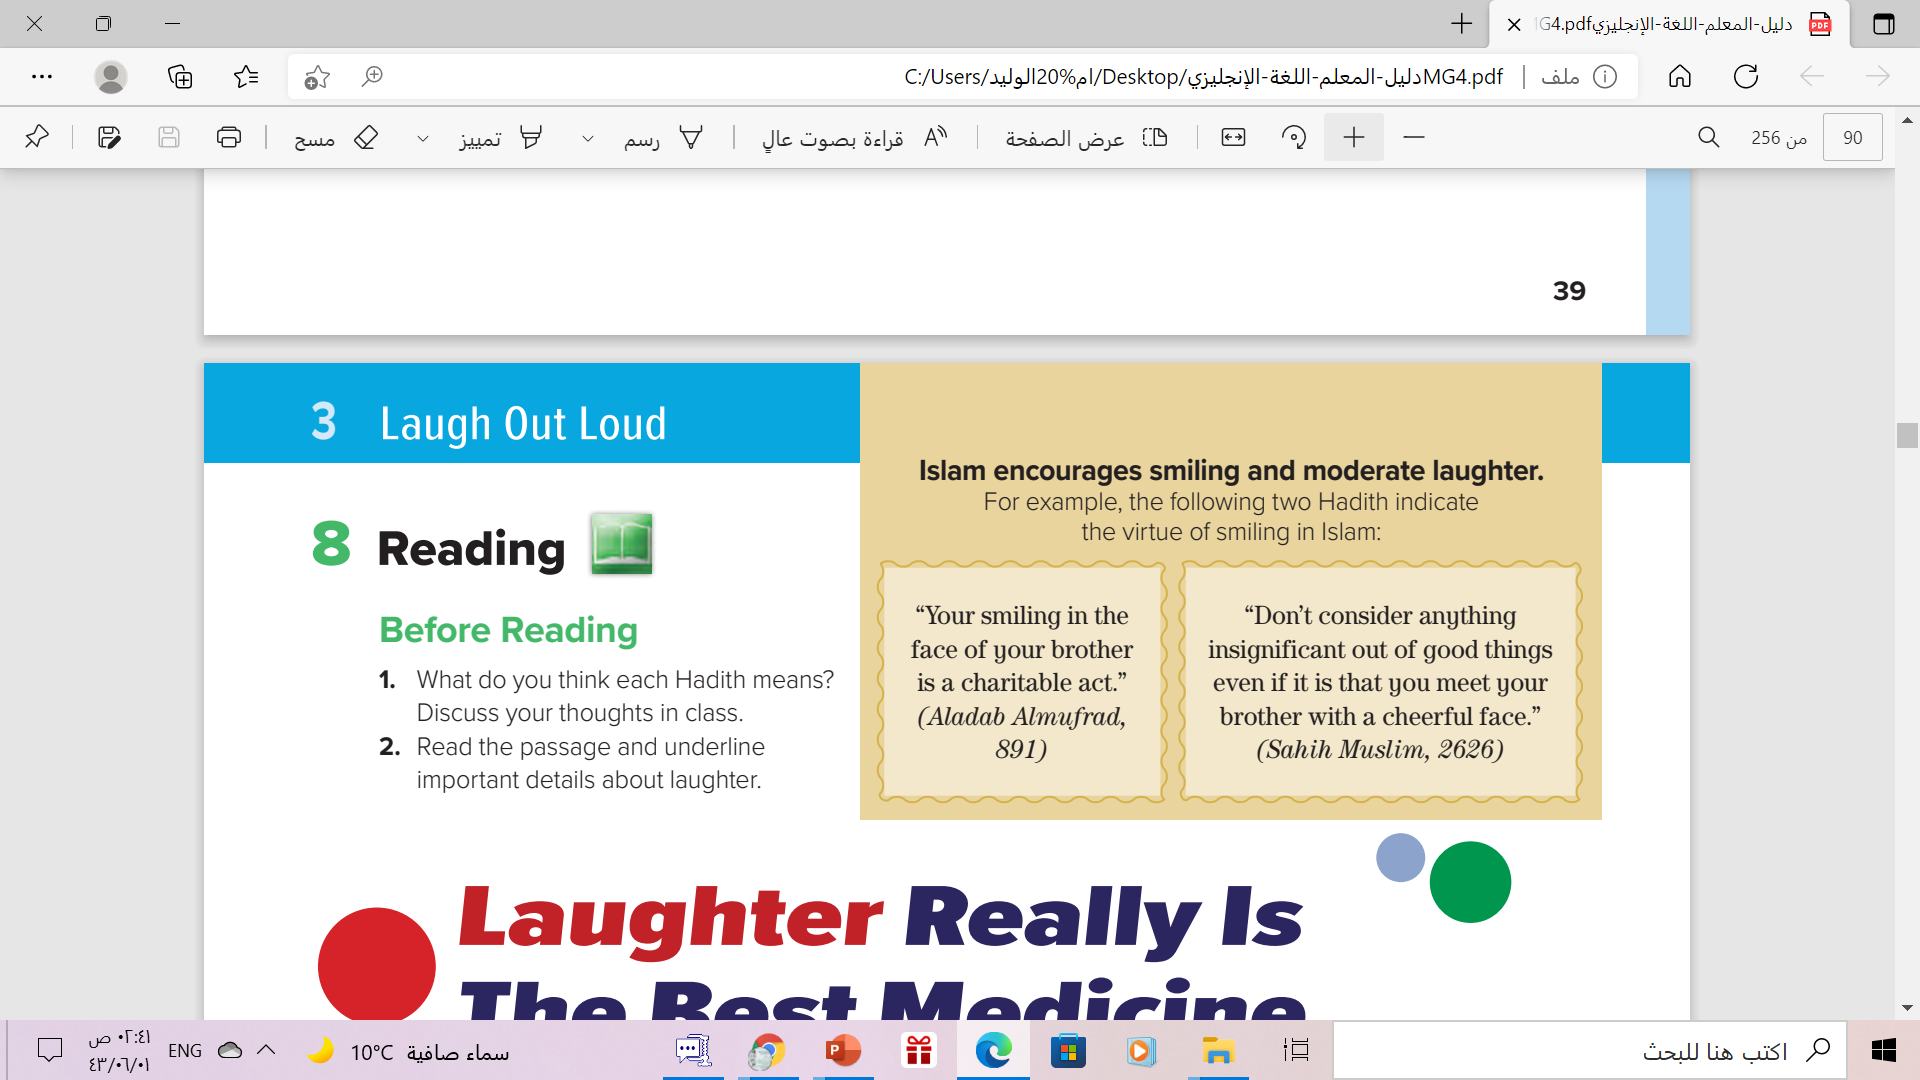 دليل-المعلم-اللغة-الإنجليزيMG4.pdf
C:/Users/ام%20الوليد/Desktop/دليل-المعلم-اللغة-الإنجليزيMG4.pdf
ملف
90
من 256
عرض الصفحة
قراءة بصوت عالٍ
رسم
تمييز
مسح
39
3 Laugh Out Loud
8 Reading
Before Reading
1. What do you think each Hadith means?
Discuss your thoughts in class.
2. Read the passage and underline
important details about laughter.
Islam encourages smiling and moderate laughter.
For example, the following two Hadith indicate
the virtue of smiling in Islam:
“Your smiling in the
face of your brother
is a charitable act.”
(Aladab Almufrad,
891)
“Don’t consider anything
insignificant out of good things
even if it is that you meet your
brother with a cheerful face.”
(Sahih Muslim, 2626)
Laughter Really Is
The Best Medicine
اكتب هنا للبحث
سماء صافية 10°C
ENG
٠٢:٤١ ص
٤٣/٠٦/٠١